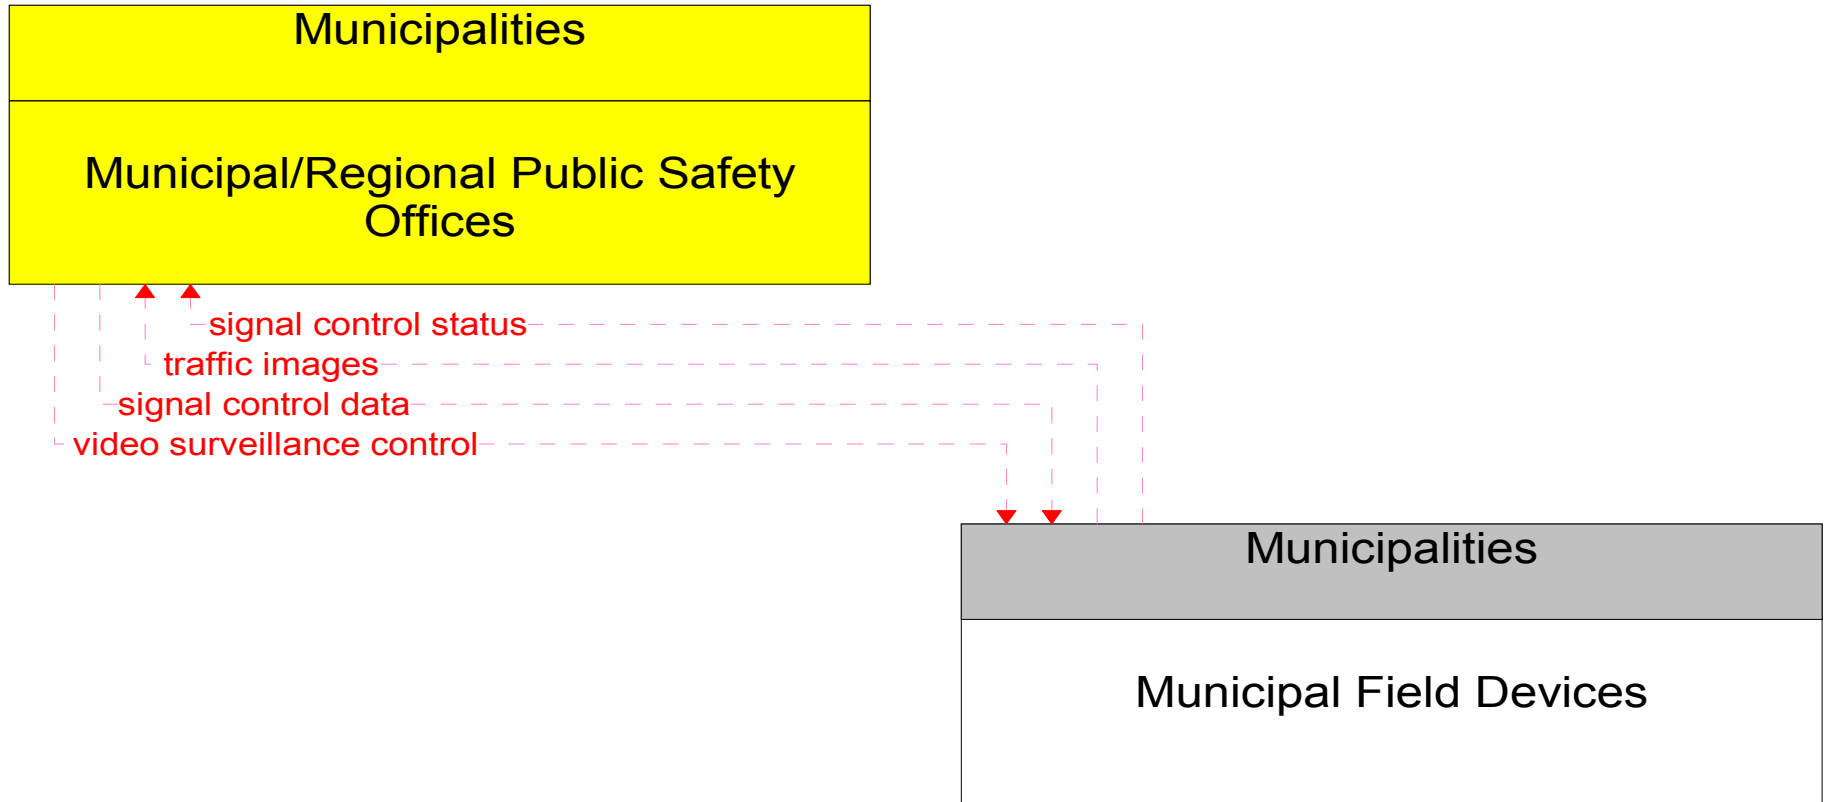 Municipalities
Municipal/Regional Public Safety
Offices
signal control status
traffic images
signal control data
video surveillance control
Municipalities
Municipal Field Devices